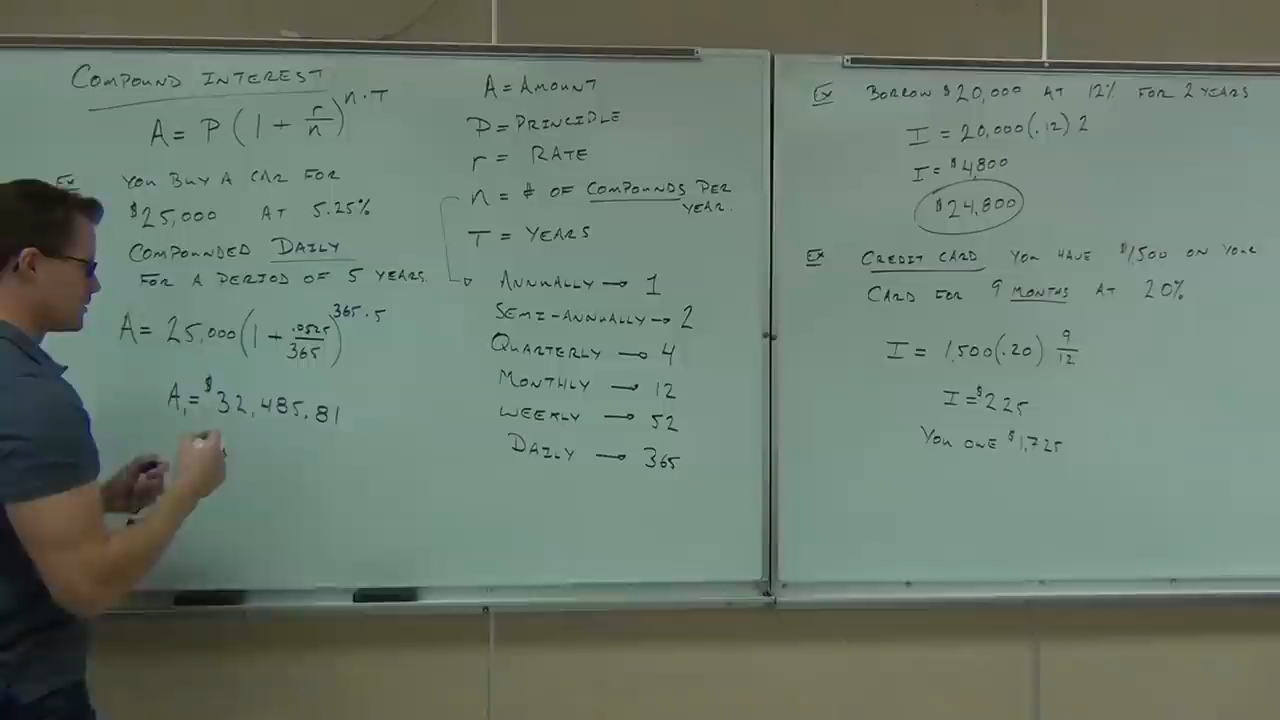 COMPOUND INTEREST
A = P (1 + r/n)^n·T
Ex YOU BUY A CAR FOR
$25,000 AT 5.25%
COMPOUNDED DAILY
FOR A PERIOD OF 5 YEARS.
A = 25,000(1 + .0525/365)^365·5
A = $32,485.81
A = AMOUNT
P = PRINCIPLE
r = RATE
n = # OF COMPOUNDS PER
YEAR.
T = YEARS
ANNUALLY → 1
SEMI-ANNUALLY → 2
QUARTERLY → 4
MONTHLY → 12
WEEKLY → 52
DAILY → 365
Ex BORROW $20,000 AT 12% FOR 2 YEARS
I = 20,000(.12) 2
I = $4,800
$24,800
Ex CREDIT CARD YOU HAVE $1,500 ON YOUR
CARD FOR 9 MONTHS AT 20%
I = 1,500(.20) 9/12
I = $225
YOU OWE $1,725